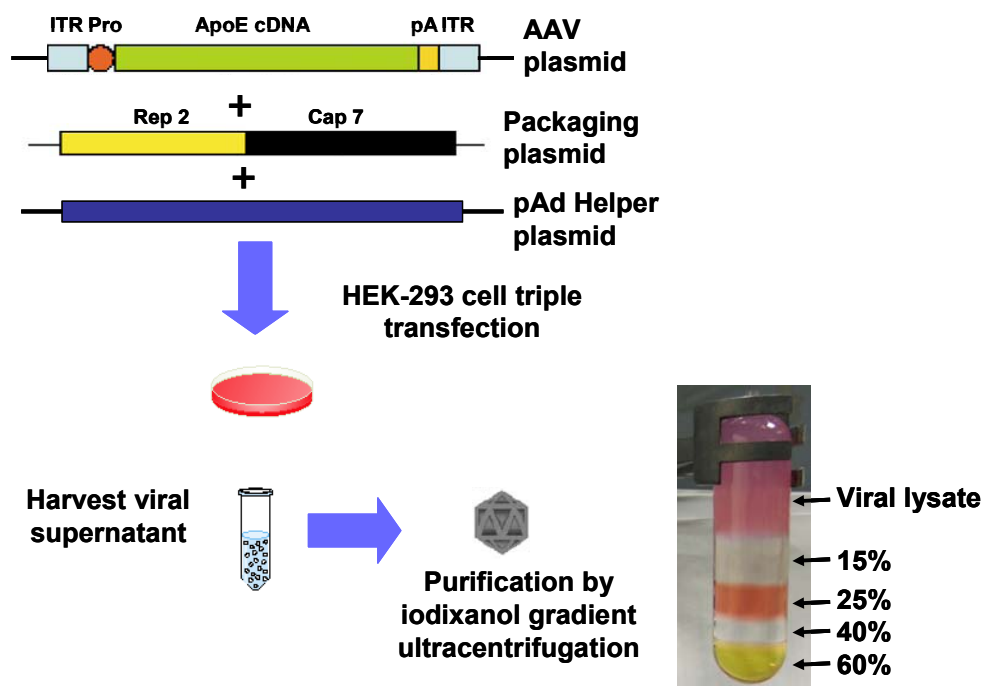 ITR Pro ApoE cDNA pA ITR
AAV
plasmid
+
Rep 2 Cap 7
Packaging
plasmid
+
pAd Helper
plasmid
HEK-293 cell triple
transfection
Harvest viral
supernatant
Purification by
iodixanol gradient
ultracentrifugation
Viral lysate
15%
25%
40%
60%